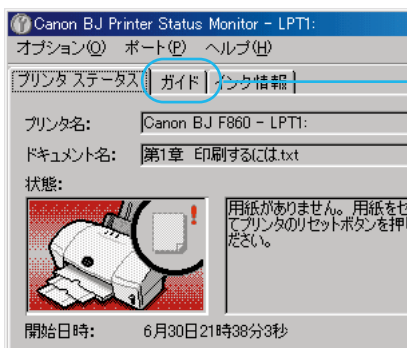 Canon BJ Printer Status Monitor - LPT1:
オプション(O) ポート(P) ヘルプ(H)
プリンタ ステータス ガイド インク情報
プリンタ名: Canon BJ F860 - LPT1:
ドキュメント名: 第1章 印刷するには.txt
状態:
用紙がありません。用紙をセ
てプリンタのリセットボタンを押
ださい。
開始日時: 6月30日21時38分3秒